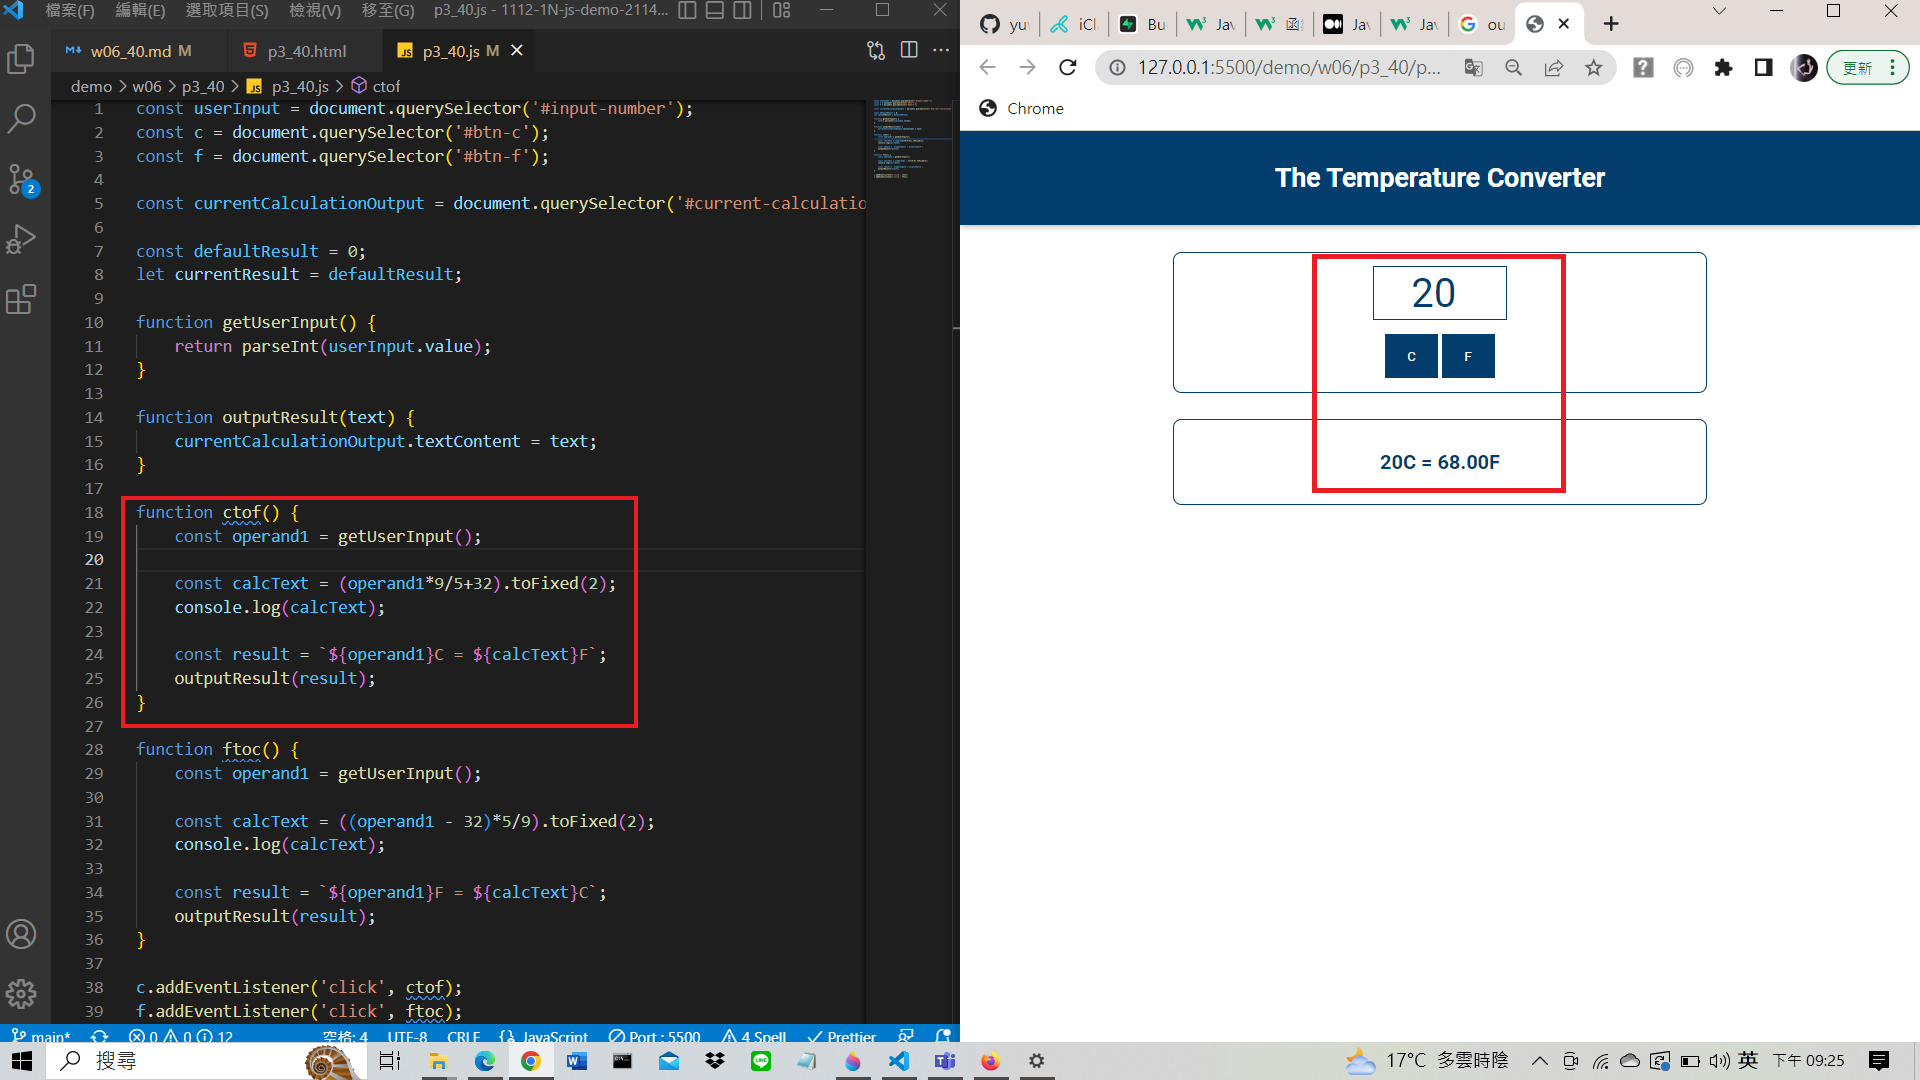 檔案(F) 編輯(E) 選取項目(S) 檢視(V) 移至(G) p3_40.js - 1112-1N-js-demo-2114...
w06_40.md M p3_40.html JS p3_40.js M
demo > w06 > p3_40 > JS p3_40.js > ctof
1 const userInput = document.querySelector('#input-number');
2 const c = document.querySelector('#btn-c');
3 const f = document.querySelector('#btn-f');
4
5 const currentCalculationOutput = document.querySelector('#current-calculatio
6
7 const defaultResult = 0;
8 let currentResult = defaultResult;
9
10 function getUserInput() {
11 return parseInt(userInput.value);
12 }
13
14 function outputResult(text) {
15 currentCalculationOutput.textContent = text;
16 }
17
18 function ctof() {
19 const operand1 = getUserInput();
20
21 const calcText = (operand1*9/5+32).toFixed(2);
22 console.log(calcText);
23
24 const result = `${operand1}C = ${calcText}F`;
25 outputResult(result);
26 }
27
28 function ftoc() {
29 const operand1 = getUserInput();
30
31 const calcText = ((operand1 - 32)*5/9).toFixed(2);
32 console.log(calcText);
33
34 const result = `${operand1}F = ${calcText}C`;
35 outputResult(result);
36 }
37
38 c.addEventListener('click', ctof);
39 f.addEventListener('click', ftoc);
2
main* 0 0 12 空格: 4 UTF-8 CRLF {} JavaScript Port : 5500 4 Spell Prettier
yu iCl Bu Jav 函 Jav Jav ou
127.0.0.1:5500/demo/w06/p3_40/p... 更新
Chrome
The Temperature Converter
20
C F
20C = 68.00F
搜尋 17°C 多雲時陰 英 下午 09:25